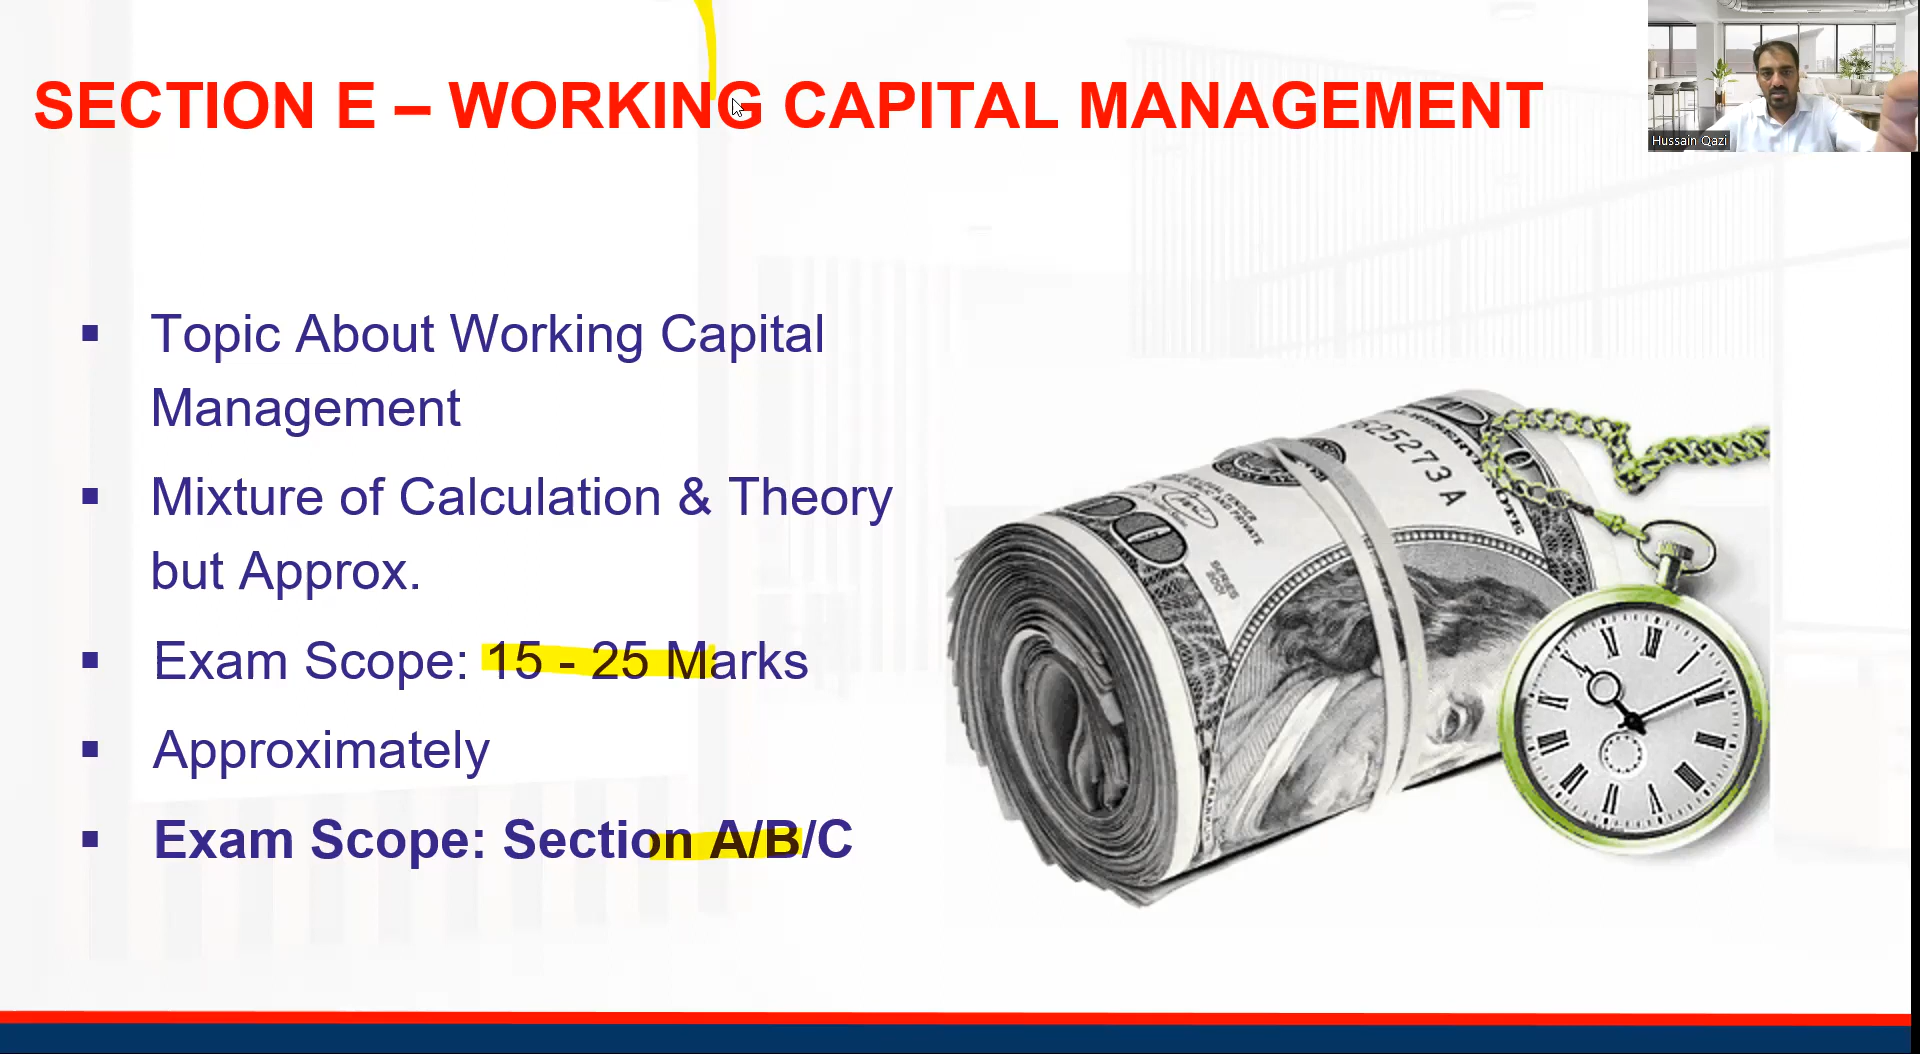 SECTION E – WORKING CAPITAL MANAGEMENT
Hussain Qazi
▪ Topic About Working Capital
Management
▪ Mixture of Calculation & Theory
but Approx.
▪ Exam Scope: 15 - 25 Marks
▪ Approximately
▪ Exam Scope: Section A/B/C